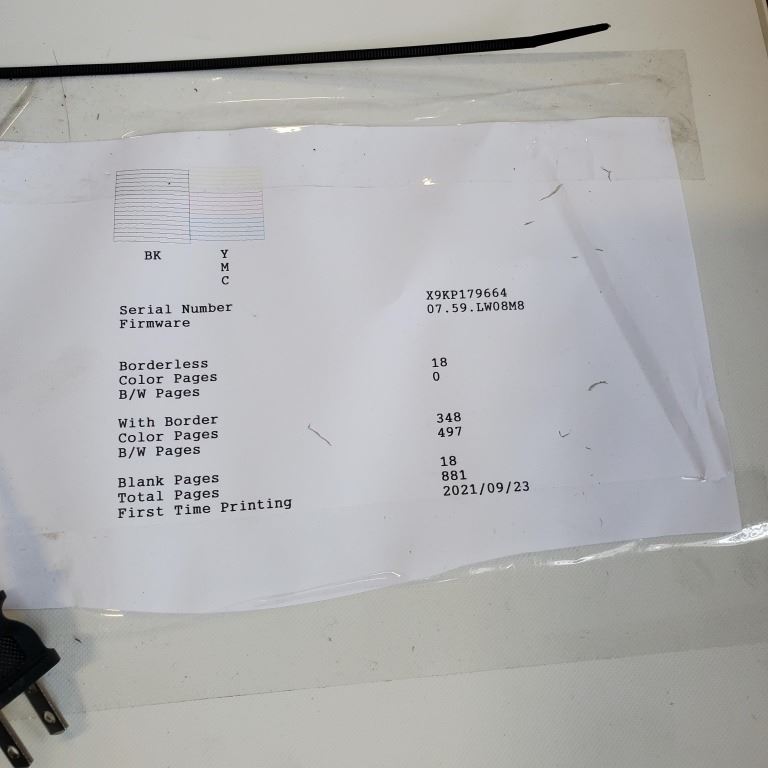 BK Y
M
C
Serial Number X9KP179664
Firmware 07.59.LW08M8
Borderless
Color Pages 18
B/W Pages 0
With Border
Color Pages 348
B/W Pages 497
Blank Pages 18
Total Pages 881
First Time Printing 2021/09/23